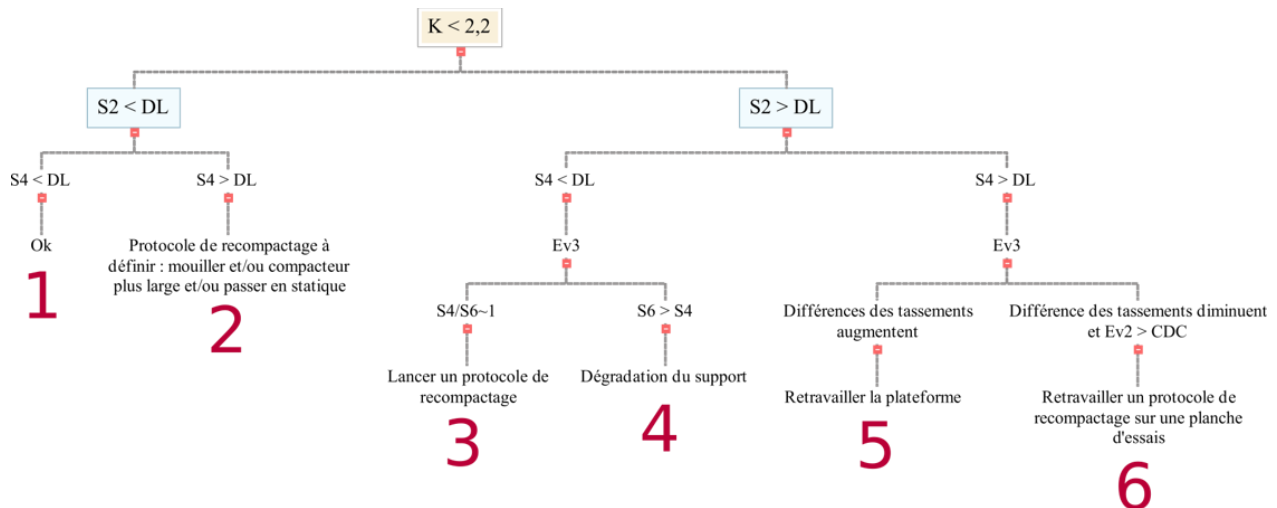 K < 2,2
S2 < DL
S2 > DL
S4 < DL
S4 > DL
S4 < DL
S4 > DL
Ok
Protocole de recompactage à
définir : mouiller et/ou compacteur
plus large et/ou passer en statique
Ev3
Ev3
1
2
S4/S6~1
S6 > S4
Différences des tassements
augmentent
Différence des tassements diminuent
et Ev2 > CDC
Lancer un protocole de
recompactage
Dégradation du support
Retravailler la plateforme
Retravailler un protocole de
recompactage sur une planche
d'essais
3
4
5
6